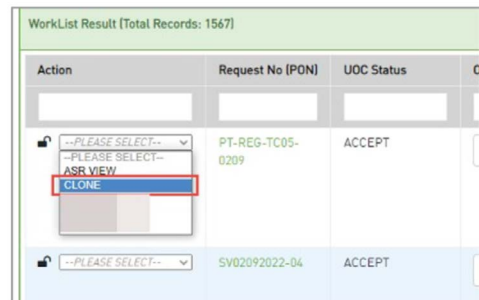 WorkList Result (Total Records: 1567)
Action Request No (PON) UOC Status
--PLEASE SELECT-- PT-REG-TC05- ACCEPT
0209
--PLEASE SELECT--
ASR VIEW
CLONE
--PLEASE SELECT-- SV02092022-04 ACCEPT